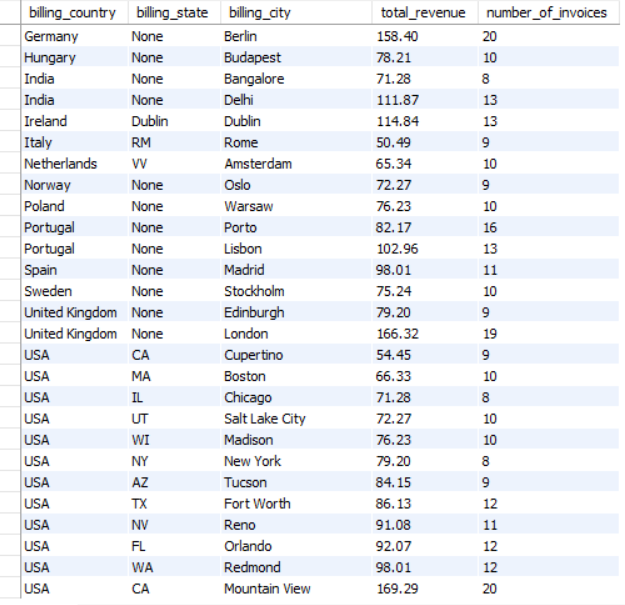 billing_country billing_state billing_city total_revenue number_of_invoices
Germany None Berlin 158.40 20
Hungary None Budapest 78.21 10
India None Bangalore 71.28 8
India None Delhi 111.87 13
Ireland Dublin Dublin 114.84 13
Italy RM Rome 50.49 9
Netherlands VV Amsterdam 65.34 10
Norway None Oslo 72.27 9
Poland None Warsaw 76.23 10
Portugal None Porto 82.17 16
Portugal None Lisbon 102.96 13
Spain None Madrid 98.01 11
Sweden None Stockholm 75.24 10
United Kingdom None Edinburgh 79.20 9
United Kingdom None London 166.32 19
USA CA Cupertino 54.45 9
USA MA Boston 66.33 10
USA IL Chicago 71.28 8
USA UT Salt Lake City 72.27 10
USA WI Madison 76.23 10
USA NY New York 79.20 8
USA AZ Tucson 84.15 9
USA TX Fort Worth 86.13 12
USA NV Reno 91.08 11
USA FL Orlando 92.07 12
USA WA Redmond 98.01 12
USA CA Mountain View 169.29 20